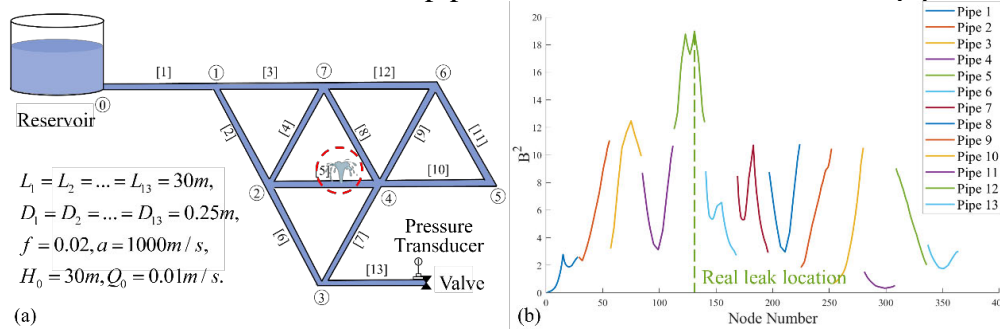 [1]
[3]
[12]
①
⑦
⑥
⓪
Reservoir
[2]
[4]
[8]
[9]
[11]
[5]
[10]
②
④
⑤
[6]
[7]
Pressure
Transducer
[13]
Valve
③
L₁ = L₂ = ... = L₁₃ = 30m,
D₁ = D₂ = ... = D₁₃ = 0.25m,
f = 0.02, a = 1000m / s,
H₀ = 30m, Q₀ = 0.01m / s.
(a)
B²
20
18
16
14
12
10
8
6
4
2
0
0
50
100
150
200
250
300
350
Node Number
Real leak location
Pipe 1
Pipe 2
Pipe 3
Pipe 4
Pipe 5
Pipe 6
Pipe 7
Pipe 8
Pipe 9
Pipe 10
Pipe 11
Pipe 12
Pipe 13
(b)